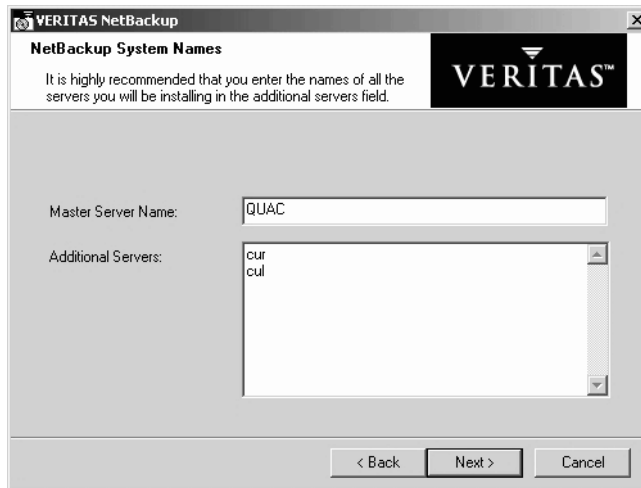 VERITAS NetBackup
NetBackup System Names
It is highly recommended that you enter the names of all the
servers you will be installing in the additional servers field.
VERITAS™
Master Server Name:
QUAC
Additional Servers:
cur
cul
< Back
Next >
Cancel